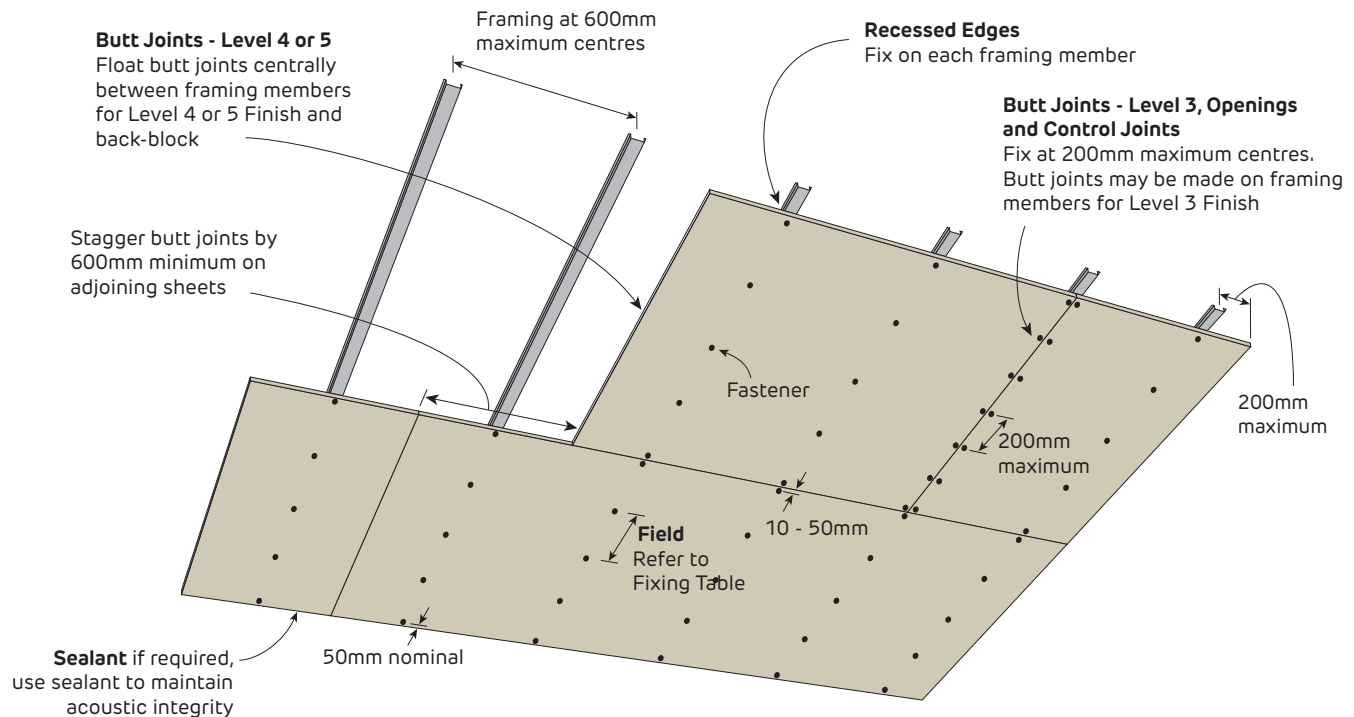 Butt Joints - Level 4 or 5
Float butt joints centrally
between framing members
for Level 4 or 5 Finish and
back-block
Framing at 600mm
maximum centres
Recessed Edges
Fix on each framing member
Butt Joints - Level 3, Openings
and Control Joints
Fix at 200mm maximum centres.
Butt joints may be made on framing
members for Level 3 Finish
Stagger butt joints by
600mm minimum on
adjoining sheets
Fastener
200mm
maximum
200mm
maximum
10 - 50mm
Field
Refer to
Fixing Table
50mm nominal
Sealant if required,
use sealant to maintain
acoustic integrity